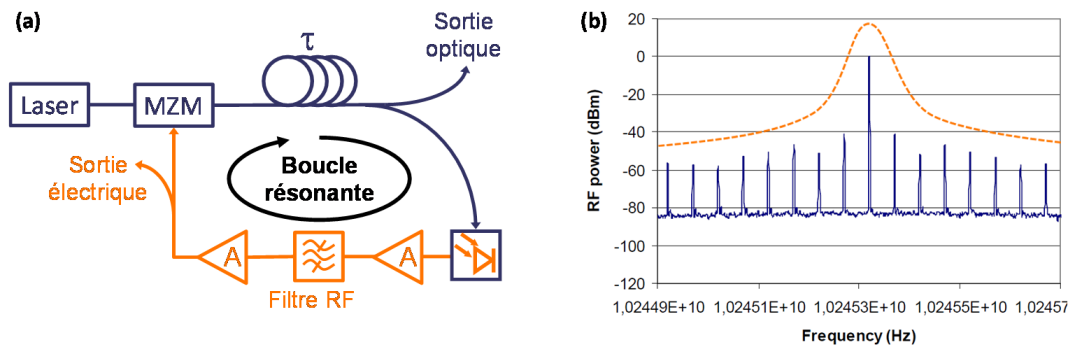 (a)
Sortie
optique
τ
Laser
MZM
Sortie
électrique
Boucle
résonante
A
A
Filtre RF
(b)
RF power (dBm)
20
0
-20
-40
-60
-80
-100
-120
1,02449E+10 1,02451E+10 1,02453E+10 1,02455E+10 1,02457
Frequency (Hz)